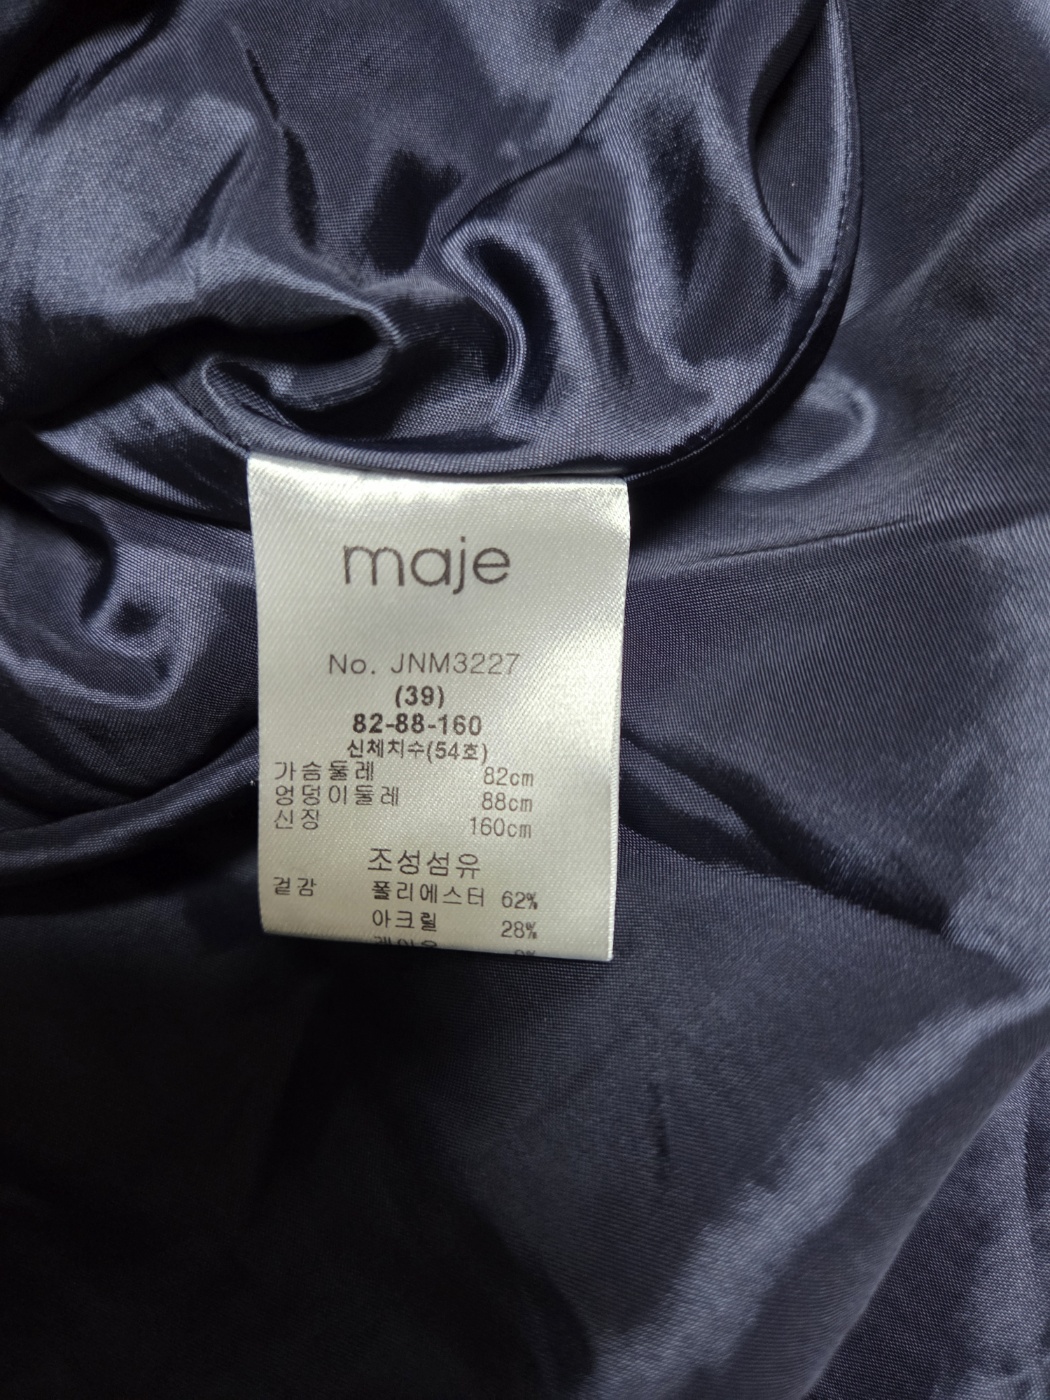 maje
No. JNM3227
(39)
82-88-160
신체치수(54호)
가슴둘레 82cm
엉덩이둘레 88cm
신장 160cm
조성섬유
겉감 폴리에스터 62%
아크릴 28%